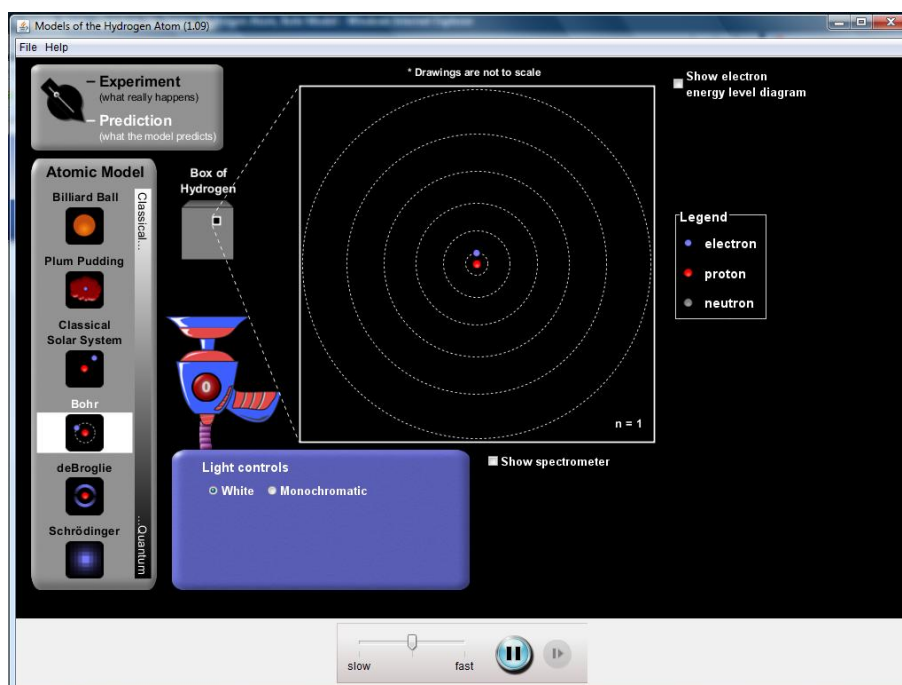 Models of the Hydrogen Atom (1.09)
File Help
Experiment
(what really happens)
Prediction
(what the model predicts)
* Drawings are not to scale
Show electron
energy level diagram
Atomic Model
Billiard Ball
Plum Pudding
Classical
Solar System
Bohr
deBroglie
Schrödinger
Classical...
...Quantum
Box of
Hydrogen
0
n = 1
Legend
electron
proton
neutron
Show spectrometer
Light controls
White Monochromatic
slow fast